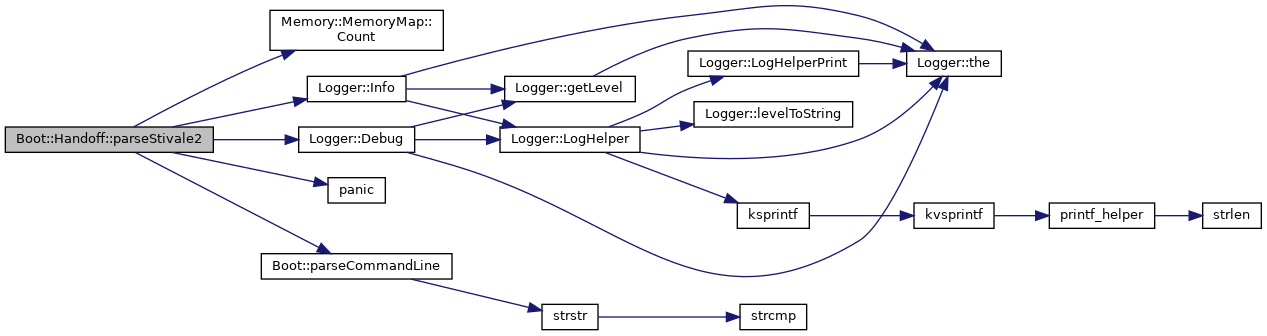 Boot::Handoff::parseStivale2
Memory::MemoryMap::
Count
Logger::Info
Logger::Debug
panic
Boot::parseCommandLine
Logger::getLevel
Logger::LogHelper
strstr
Logger::LogHelperPrint
Logger::levelToString
ksprintf
strcmp
Logger::the
kvsprintf
printf_helper
strlen